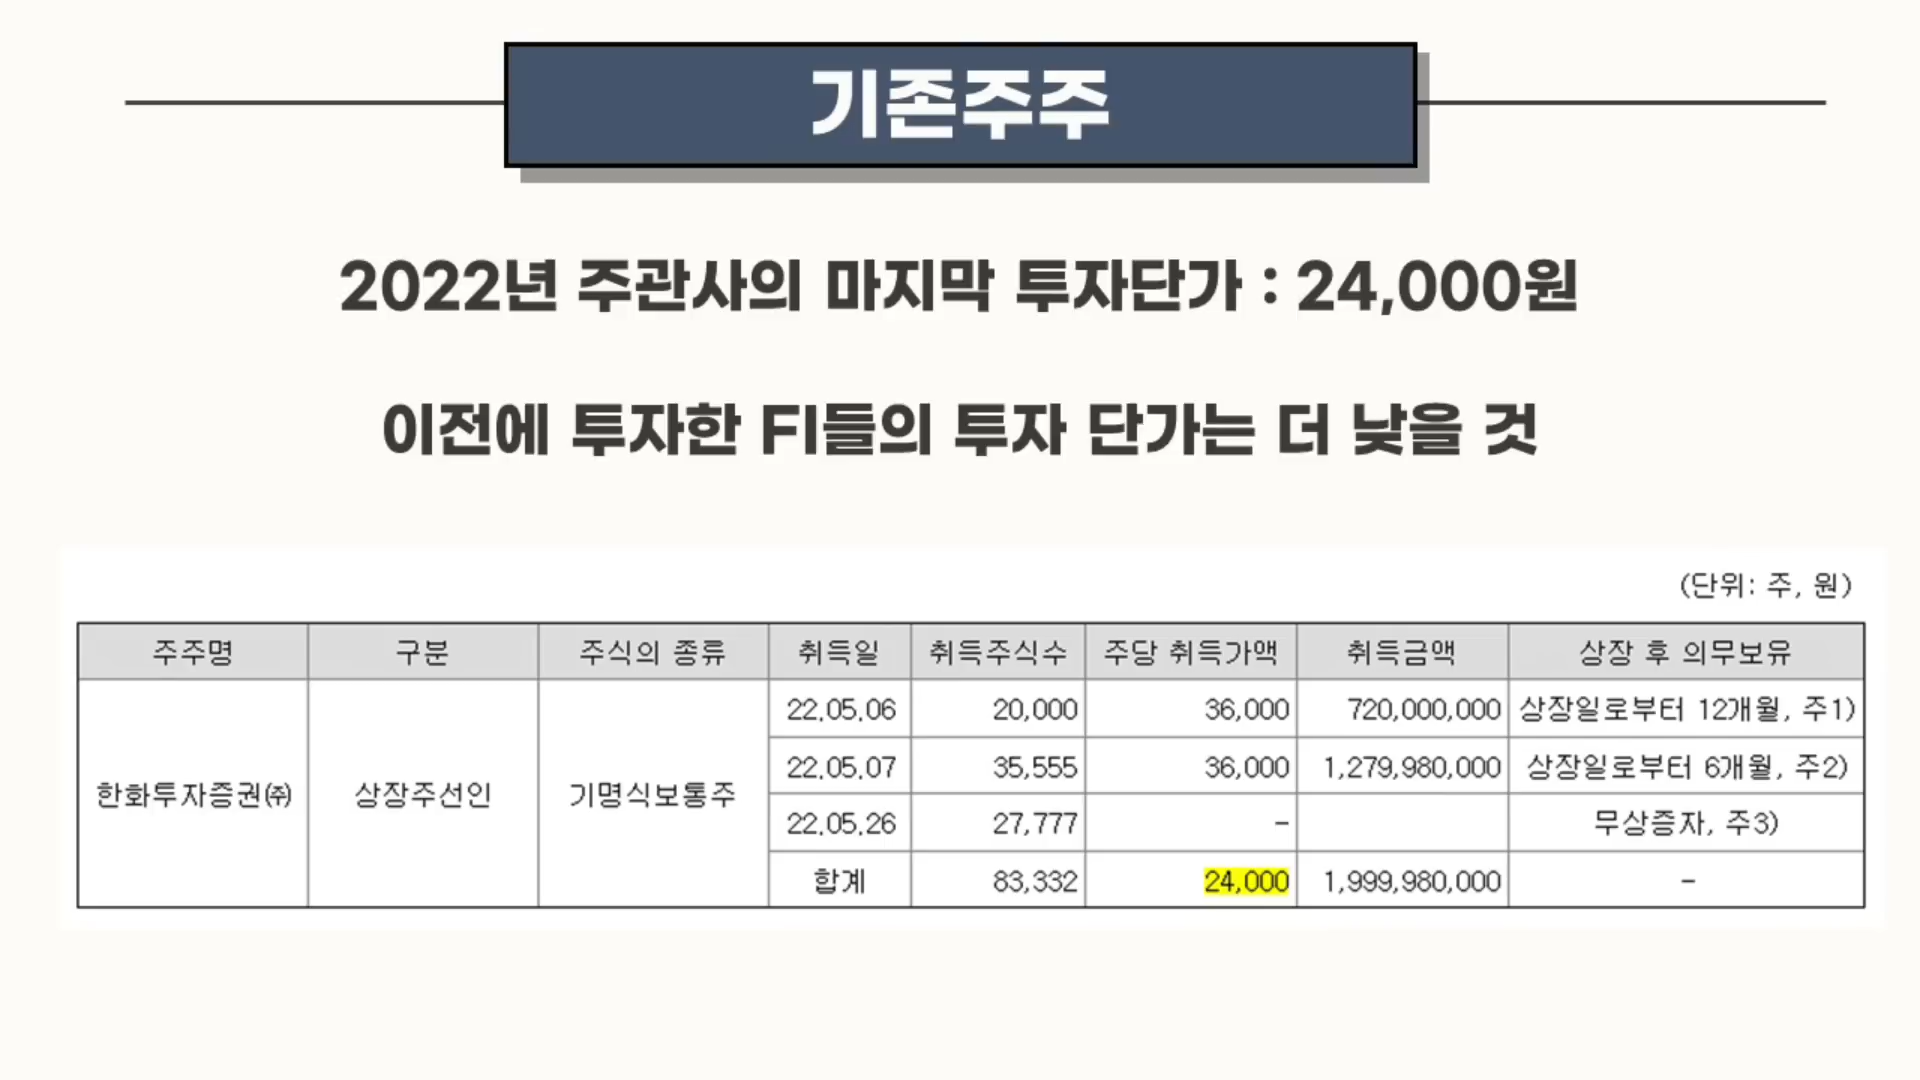 기존주주
2022년 주관사의 마지막 투자단가 : 24,000원
이전에 투자한 FI들의 투자 단가는 더 낮을 것
(단위: 주, 원)
주주명 구분 주식의 종류 취득일 취득주식수 주당 취득가액 취득금액 상장 후 의무보유
한화투자증권㈜ 상장주선인 기명식보통주
22.05.06 20,000 36,000 720,000,000 상장일로부터 12개월, 주1)
22.05.07 35,555 36,000 1,279,980,000 상장일로부터 6개월, 주2)
22.05.26 27,777 - 무상증자, 주3)
합계 83,332 24,000 1,999,980,000 -